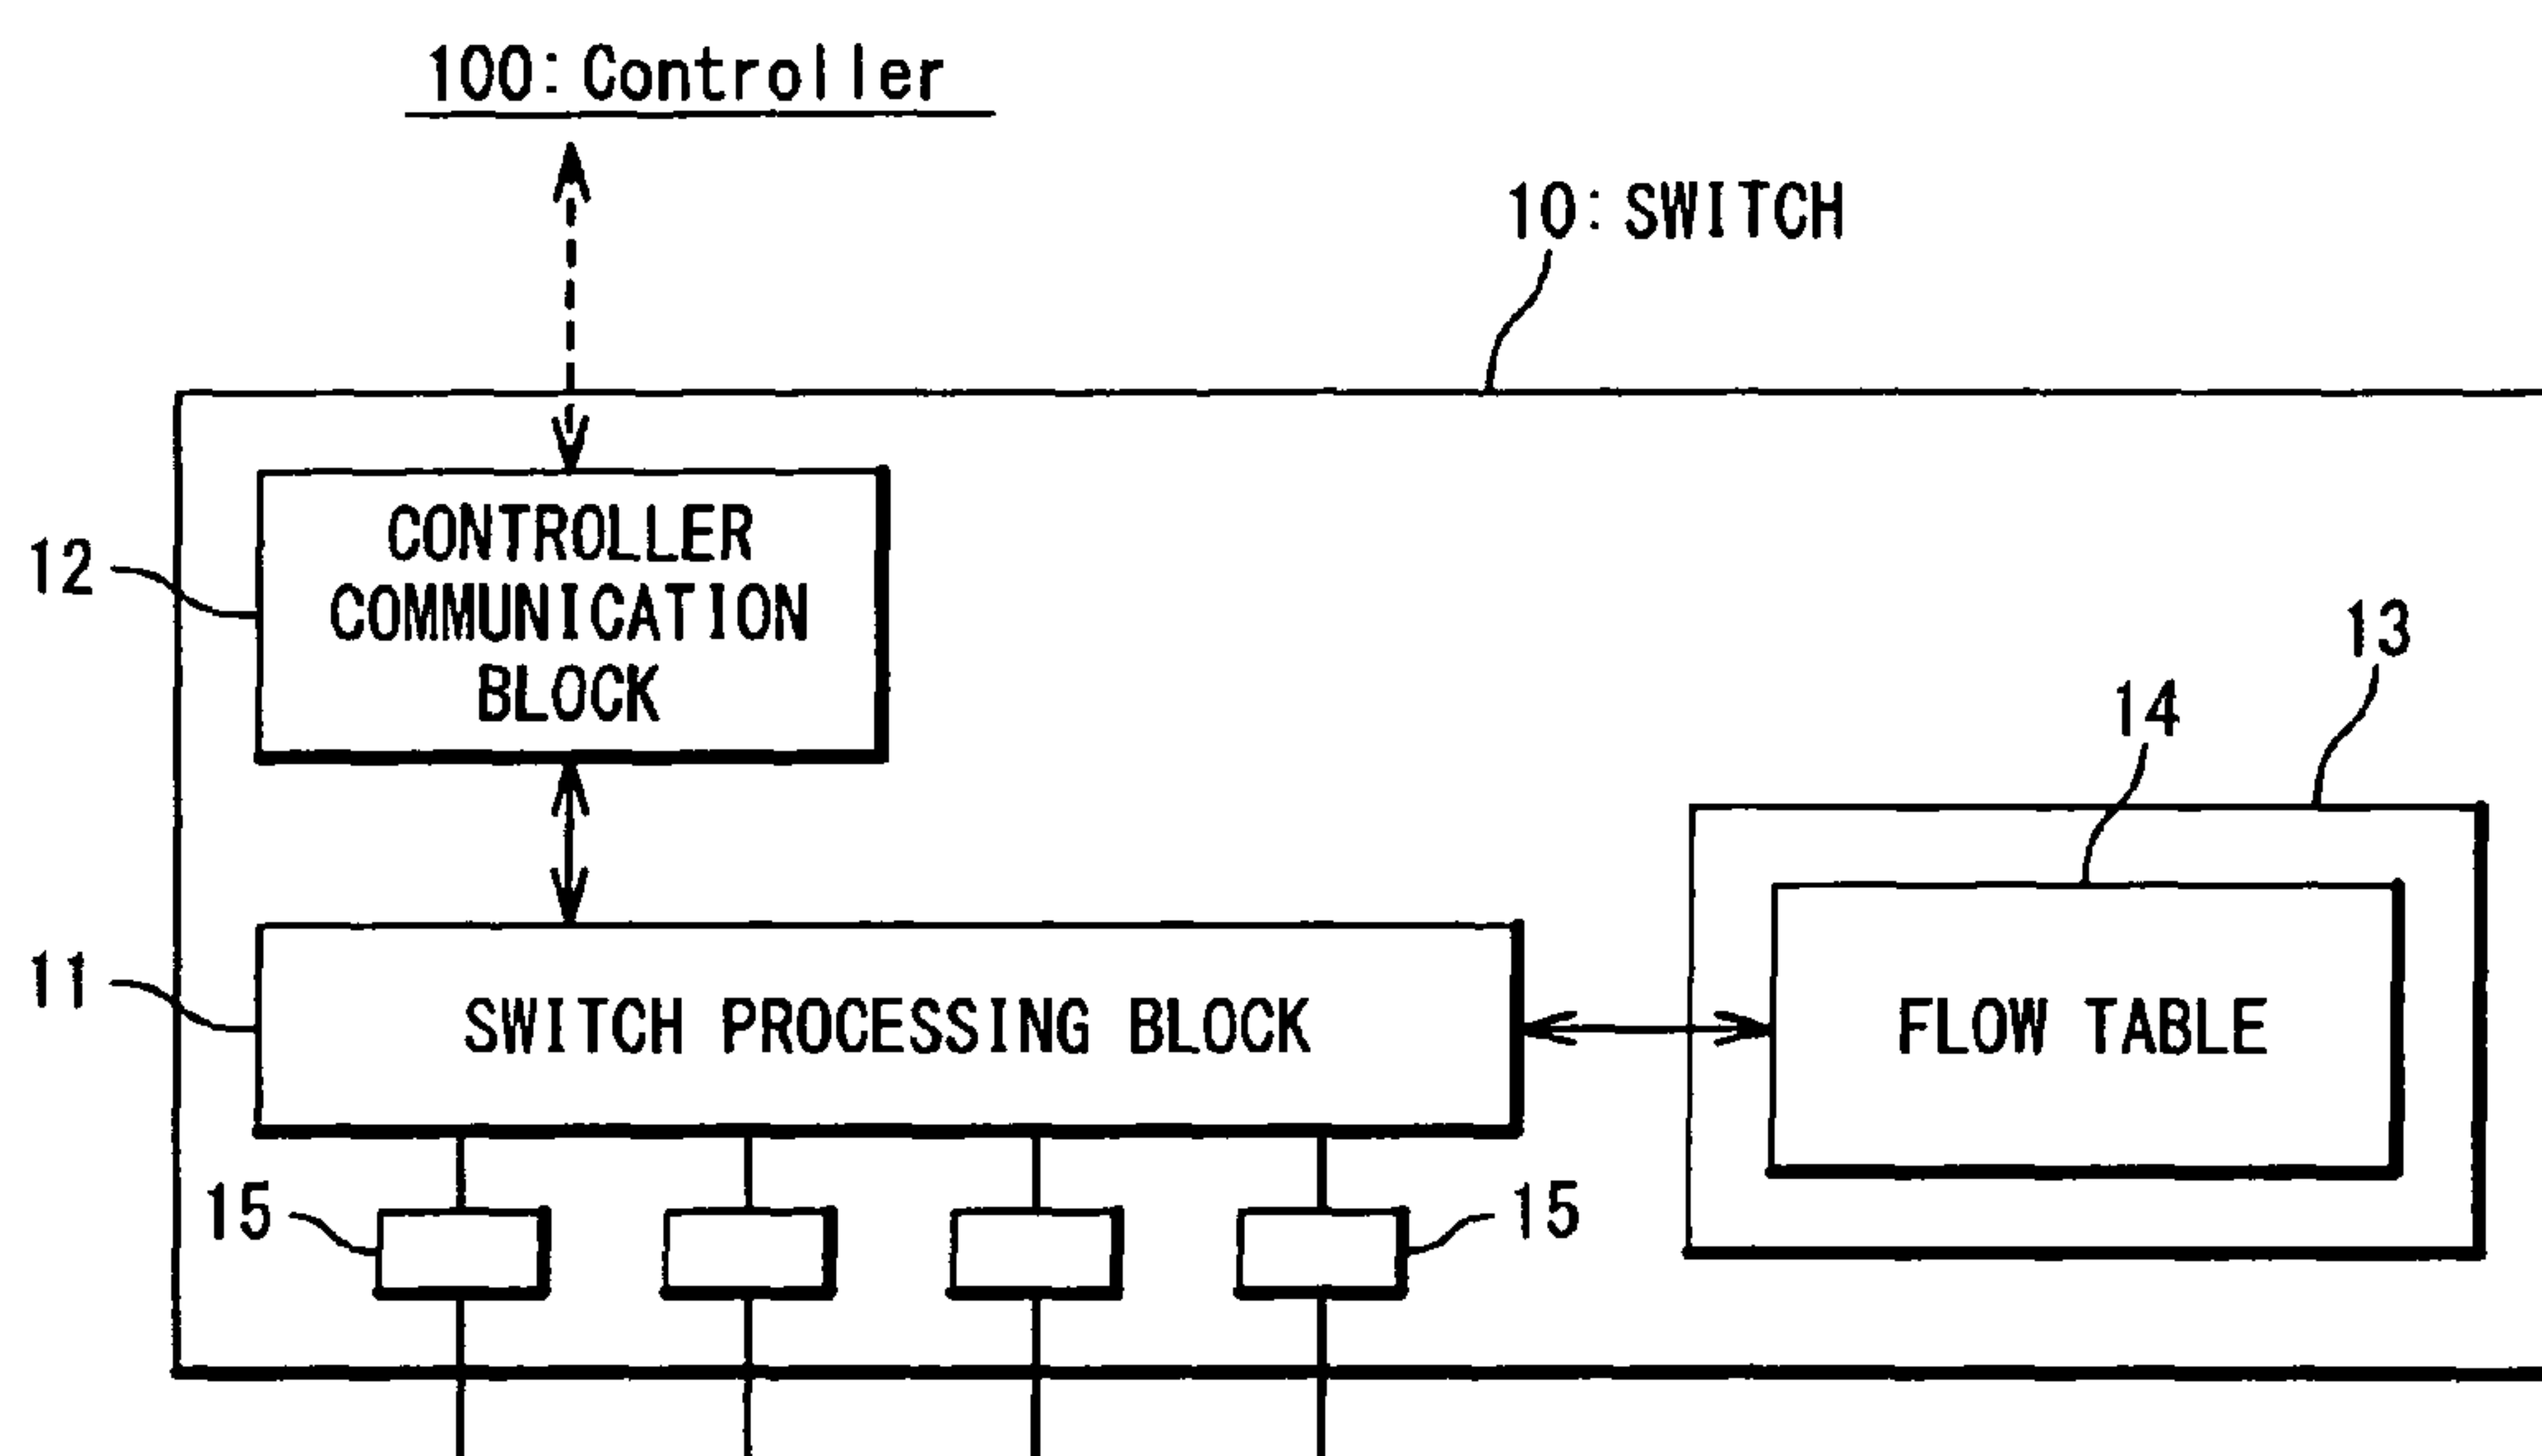 100: Controller
10: SWITCH
CONTROLLER
COMMUNICATION
BLOCK
12
13
14
11
SWITCH PROCESSING BLOCK
FLOW TABLE
15
15